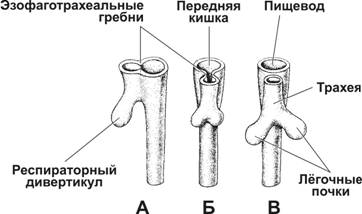 Эзофаготрахеальные
гребни
Передняя
кишка
Пищевод
Трахея
Респираторный
дивертикул
Лёгочные
почки
А
Б
В